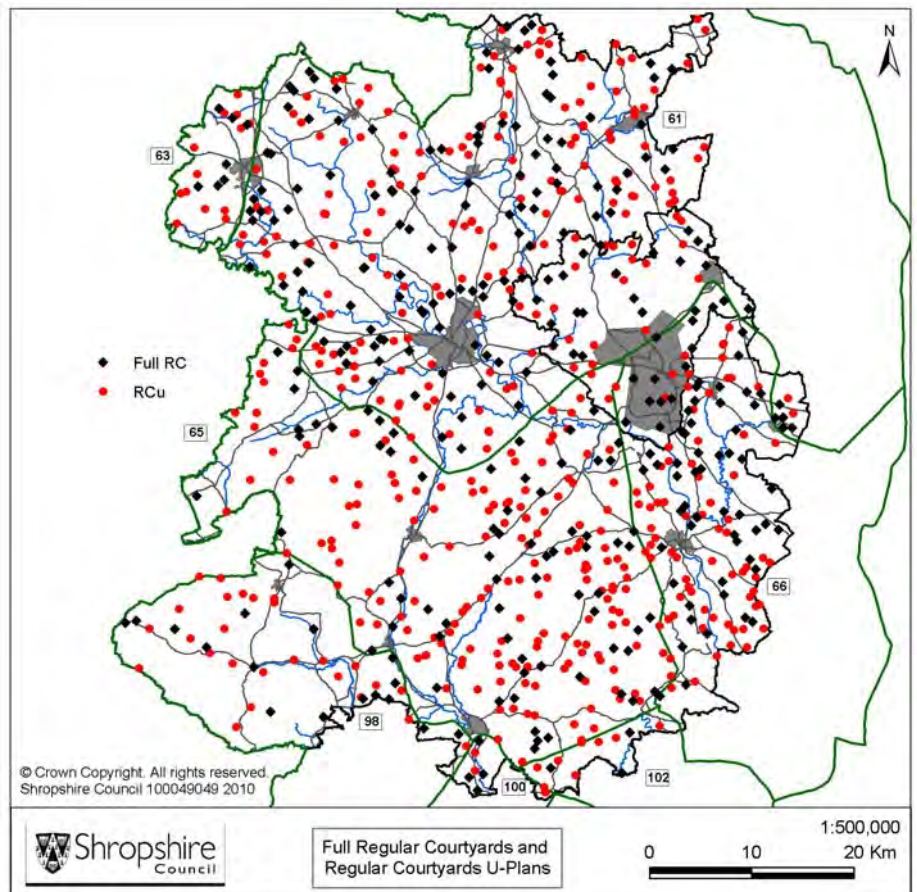 N
61
63
Full RC
RCu
65
66
98
© Crown Copyright. All rights reserved.
Shropshire Council 100049049 2010
100
102
Shropshire
Council
Full Regular Courtyards and
Regular Courtyards U-Plans
1:500,000
0 10 20 Km